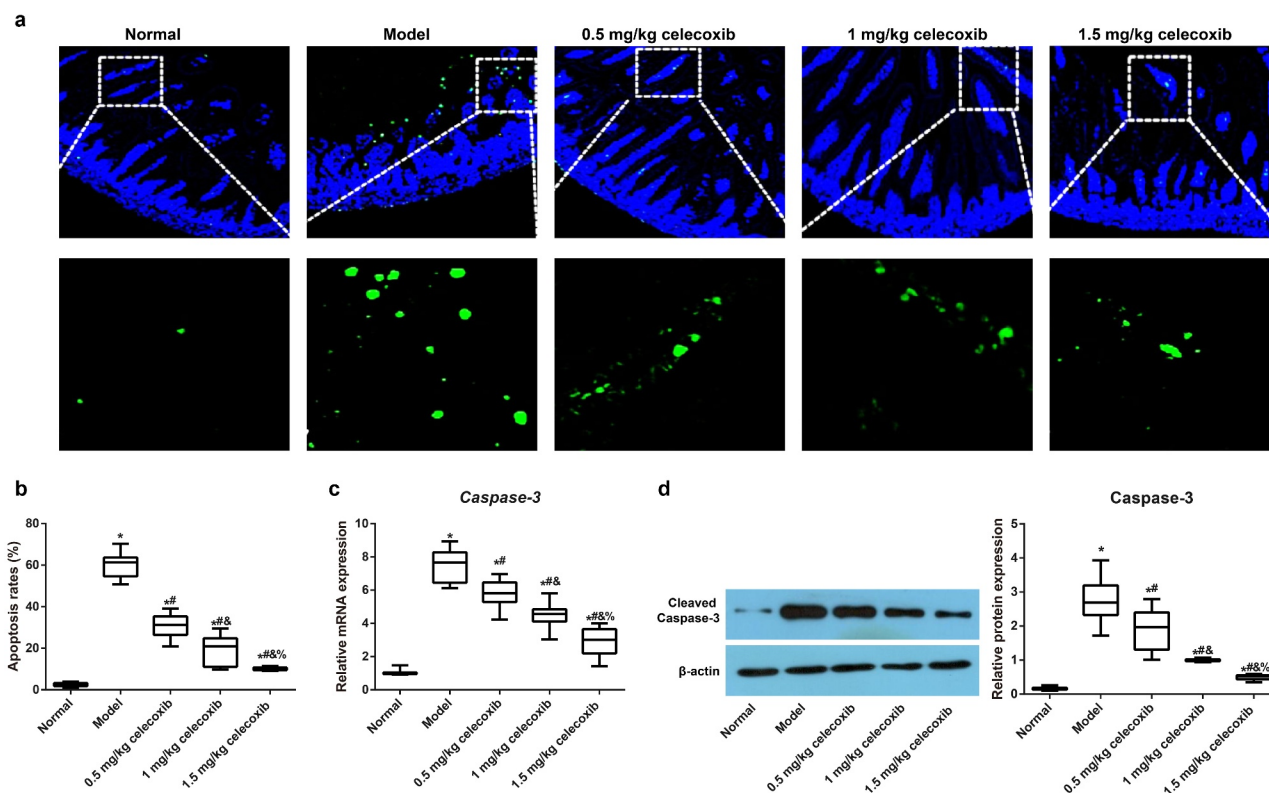 a
Normal
Model
0.5 mg/kg celecoxib
1 mg/kg celecoxib
1.5 mg/kg celecoxib
b
Apoptosis rates (%)
80
60
40
20
0
*
*#
*#&
*#&%
Normal
Model
0.5 mg/kg celecoxib
1 mg/kg celecoxib
1.5 mg/kg celecoxib
c
Caspase-3
Relative mRNA expression
10
8
6
4
2
0
*
*#
*#&
*#&%
Normal
Model
0.5 mg/kg celecoxib
1 mg/kg celecoxib
1.5 mg/kg celecoxib
d
Cleaved
Caspase-3
β-actin
Normal
Model
0.5 mg/kg celecoxib
1 mg/kg celecoxib
1.5 mg/kg celecoxib
Caspase-3
Relative protein expression
5
4
3
2
1
0
*
*#
*#&
*#&%
Normal
Model
0.5 mg/kg celecoxib
1 mg/kg celecoxib
1.5 mg/kg celecoxib